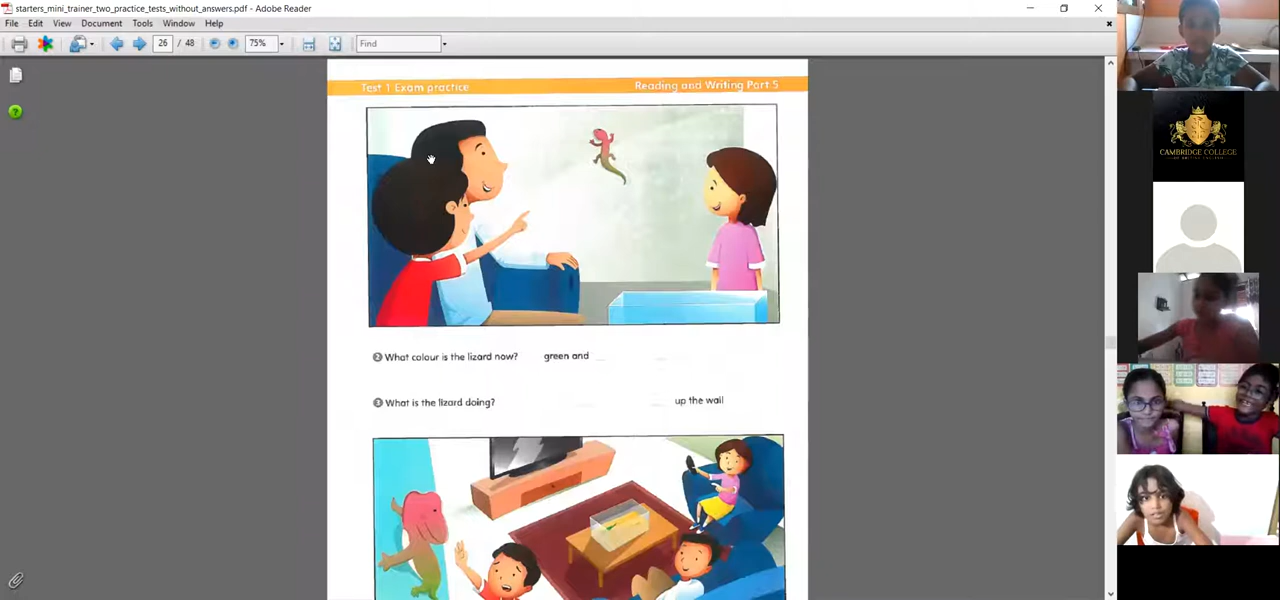 starters_mini_trainer_two_practice_tests_without_answers.pdf - Adobe Reader
File Edit View Document Tools Window Help
26 / 48 75% Find
Test 1 Exam practice Reading and Writing Part 5
CAMBRIDGE COLLEGE
2 What colour is the lizard now? green and
3 What is the lizard doing? up the wall